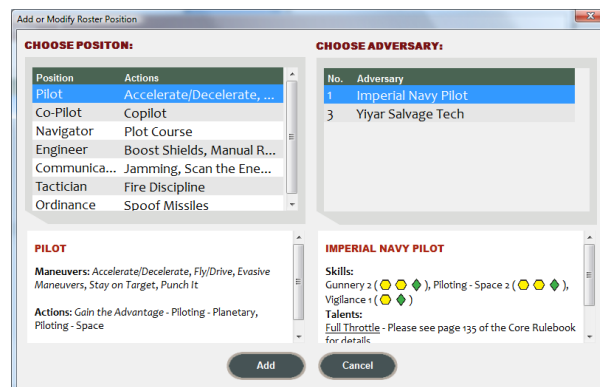 Add or Modify Roster Position
CHOOSE POSITON:
Position Actions
Pilot Accelerate/Decelerate, ...
Co-Pilot Copilot
Navigator Plot Course
Engineer Boost Shields, Manual R...
Communica... Jamming, Scan the Ene...
Tactician Fire Discipline
Ordinance Spoof Missiles
CHOOSE ADVERSARY:
No. Adversary
1 Imperial Navy Pilot
3 Yiyar Salvage Tech
PILOT
Maneuvers: Accelerate/Decelerate, Fly/Drive, Evasive
Maneuvers, Stay on Target, Punch It
Actions: Gain the Advantage - Piloting - Planetary,
Piloting - Space
IMPERIAL NAVY PILOT
Skills:
Gunnery 2 ( ), Piloting - Space 2 ( ),
Vigilance 1 ( )
Talents:
Full Throttle - Please see page 135 of the Core Rulebook
for details
Add
Cancel